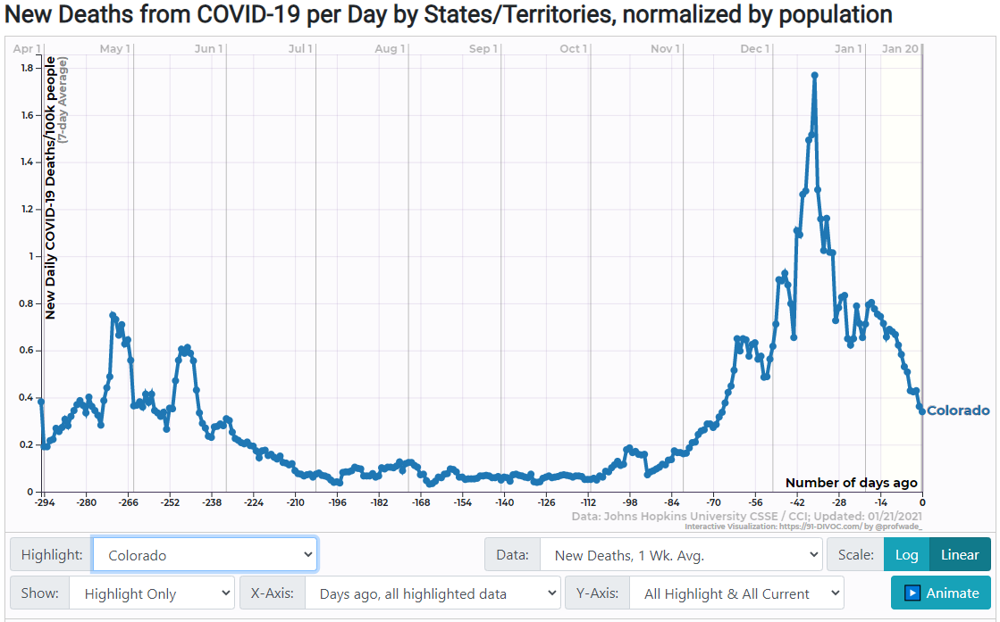 New Deaths from COVID-19 per Day by States/Territories, normalized by population
Apr 1 May 1 Jun 1 Jul 1 Aug 1 Sep 1 Oct 1 Nov 1 Dec 1 Jan 1 Jan 20
New Daily COVID-19 Deaths/100k people
(7-day Average)
1.8
1.6
1.4
1.2
1
0.8
0.6
0.4
0.2
0
Colorado
Number of days ago
-294 -280 -266 -252 -238 -224 -210 -196 -182 -168 -154 -140 -126 -112 -98 -84 -70 -56 -42 -28 -14 0
Data: Johns Hopkins University CSSE / CCI; Updated: 01/21/2021
Interactive Visualization: https://91-DIVOC.com/ by @profwade_
Highlight: Colorado Data: New Deaths, 1 Wk. Avg. Scale: Log Linear
Show: Highlight Only X-Axis: Days ago, all highlighted data Y-Axis: All Highlight & All Current Animate